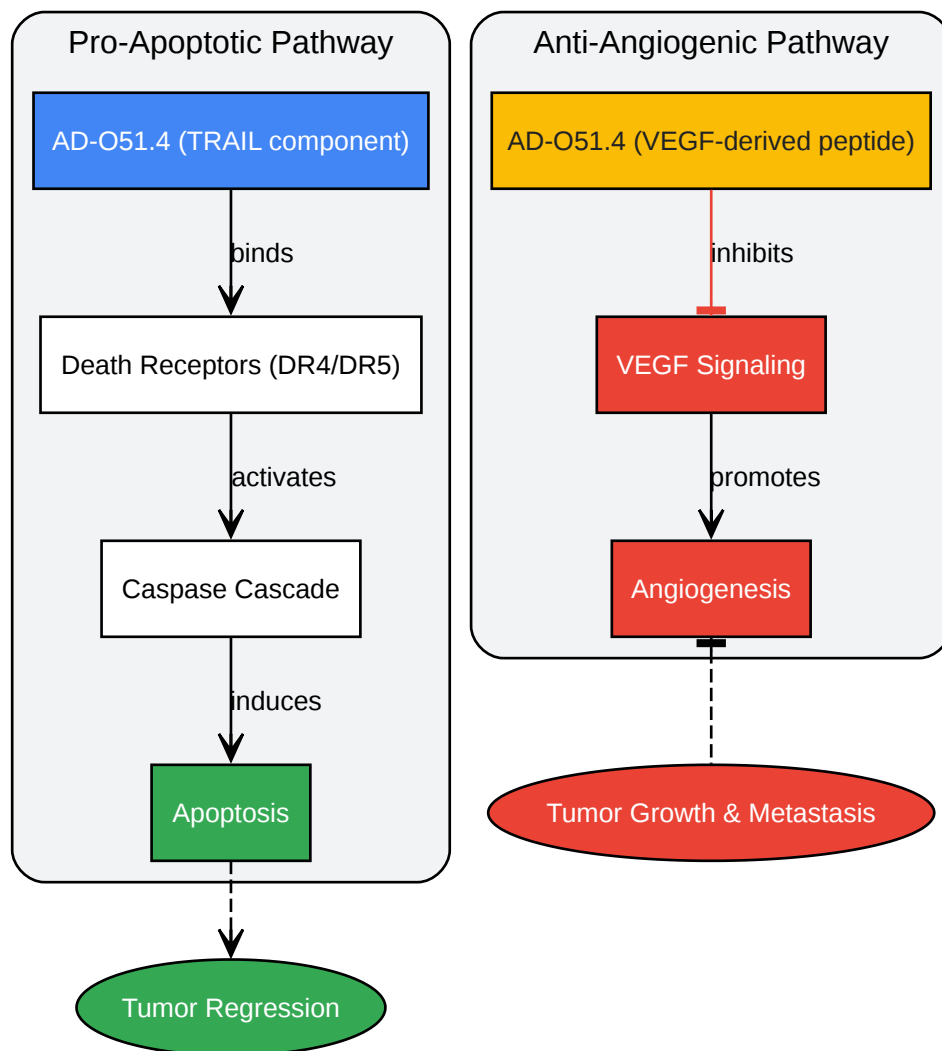 Pro-Apoptotic Pathway
AD-O51.4 (TRAIL component)
binds
Death Receptors (DR4/DR5)
activates
Caspase Cascade
induces
Apoptosis
Tumor Regression
Anti-Angiogenic Pathway
AD-O51.4 (VEGF-derived peptide)
inhibits
VEGF Signaling
promotes
Angiogenesis
Tumor Growth & Metastasis